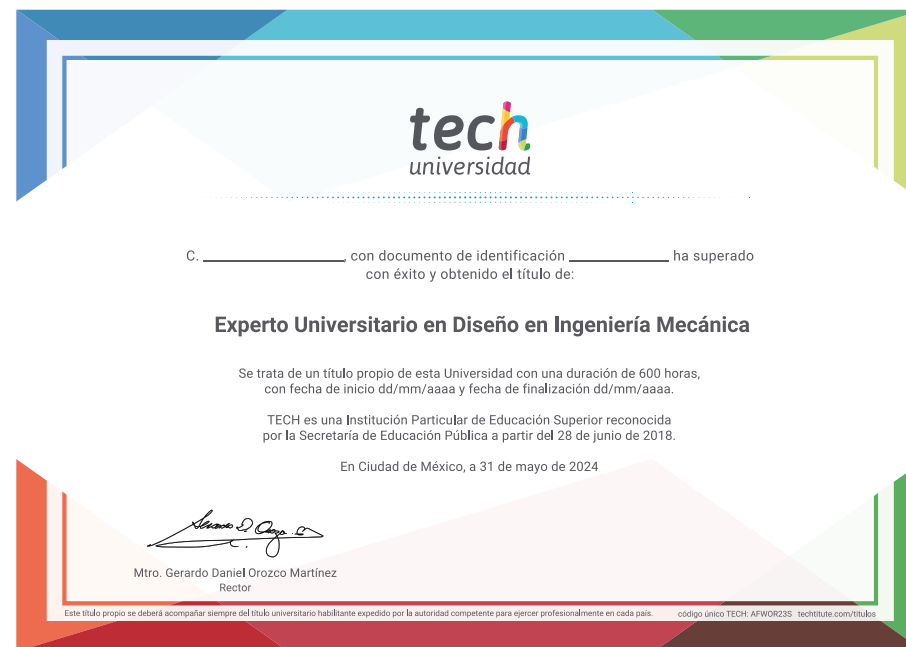 tech
universidad
C. ____________, con documento de identificación ____________ ha superado
con éxito y obtenido el título de:
Experto Universitario en Diseño en Ingeniería Mecánica
Se trata de un título propio de esta Universidad con una duración de 600 horas,
con fecha de inicio dd/mm/aaaa y fecha de finalización dd/mm/aaaa.
TECH es una Institución Particular de Educación Superior reconocida
por la Secretaría de Educación Pública a partir del 28 de junio de 2018.
En Ciudad de México, a 31 de mayo de 2024
Mtro. Gerardo Daniel Orozco Martínez
Rector
Este título propio se deberá acompañar siempre del título universitario habilitante expedido por la autoridad competente para ejercer profesionalmente en cada país. código único TECH: AFWOR23S techtitute.com/titulos